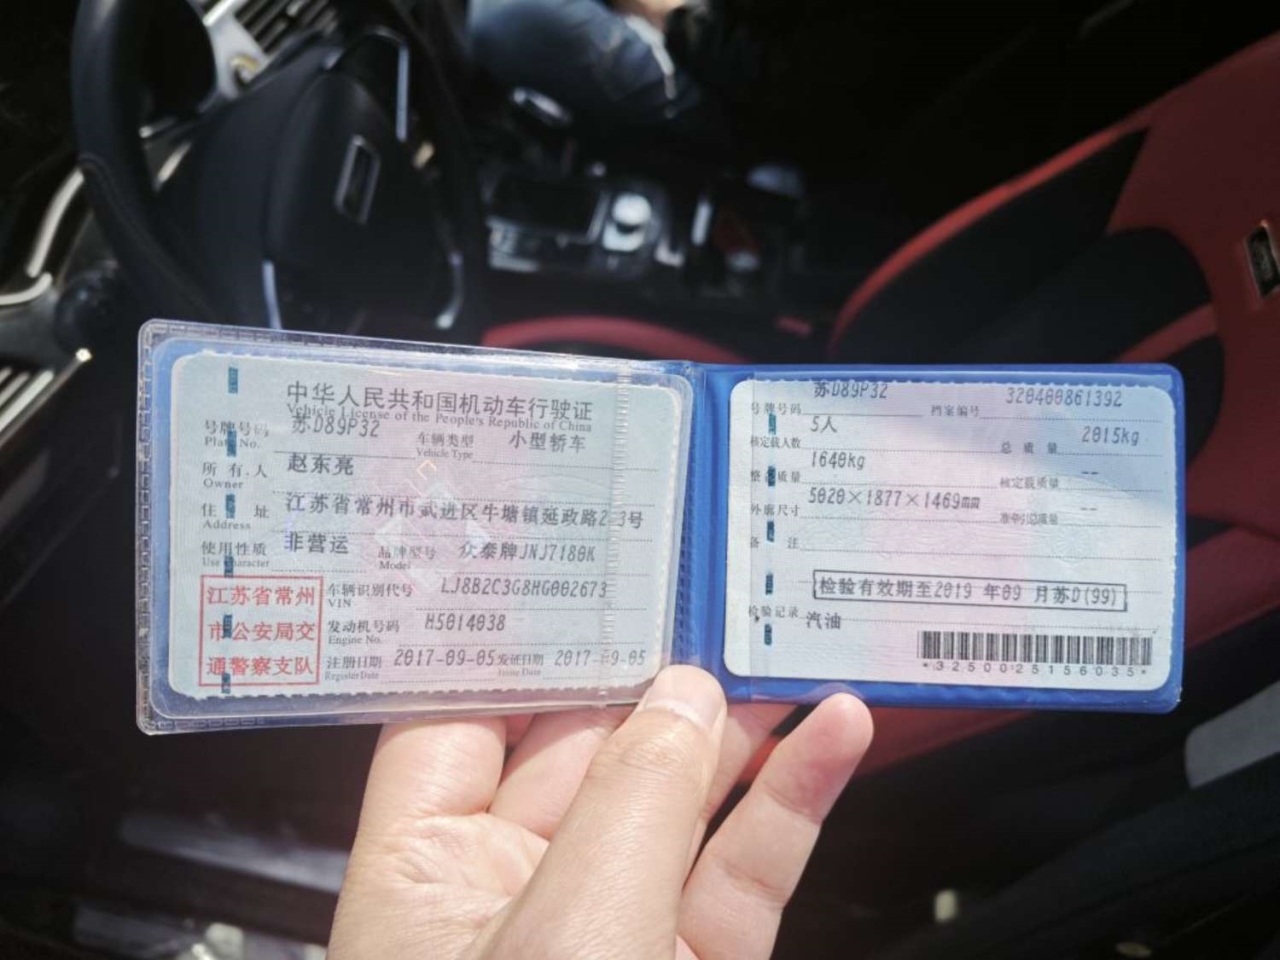 中华人民共和国机动车行驶证
Vehicle License of the People's Republic of China
号牌号码 苏D89P32 车辆类型 小型轿车
Plate No. Vehicle Type
所有人 赵东亮
Owner
住址 江苏省常州市武进区牛塘镇延政路2 3号
Address
使用性质 非营运 品牌型号 众泰牌JNJ7180K
Use Character Model
江苏省常州
市公安局交
通警察支队
车辆识别代号 LJ8B2C3G8HG002673
VIN
发动机号码 H5014038
Engine No.
注册日期 2017-09-05 发证日期 2017-09-05
Register Date Issue Date
号牌号码 苏D89P32 档案编号 320400861392
核定载人数 5人 总质量 2015kg
整备质量 1640kg 核定载质量 --
外廓尺寸 5020×1877×1469mm 准牵引总质量 --
备注
检验有效期至2019年09月苏D(99)
检验记录 汽油
*3250025156035*